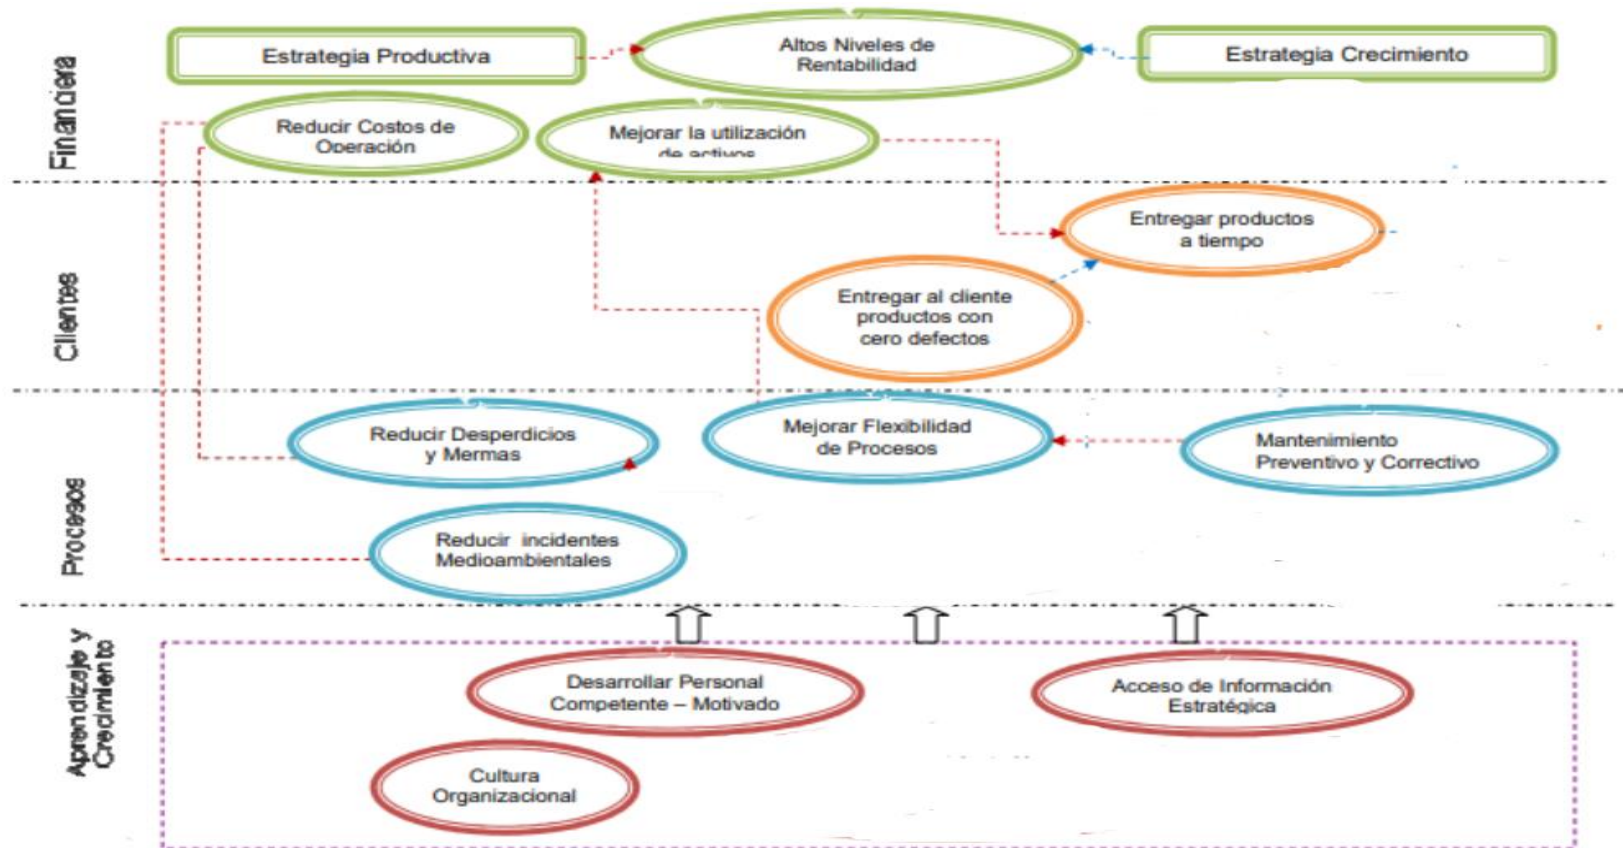 Financiera
Estrategia Productiva
Altos Niveles de
Rentabilidad
Estrategia Crecimiento
Reducir Costos de
Operación
Mejorar la utilización
de activos
Clientes
Entregar productos
a tiempo
Entregar al cliente
productos con
cero defectos
Procesos
Reducir Desperdicios
y Mermas
Mejorar Flexibilidad
de Procesos
Mantenimiento
Preventivo y Correctivo
Reducir incidentes
Medioambientales
Aprendizaje y
Crecimiento
Desarrollar Personal
Competente – Motivado
Acceso de Información
Estratégica
Cultura
Organizacional